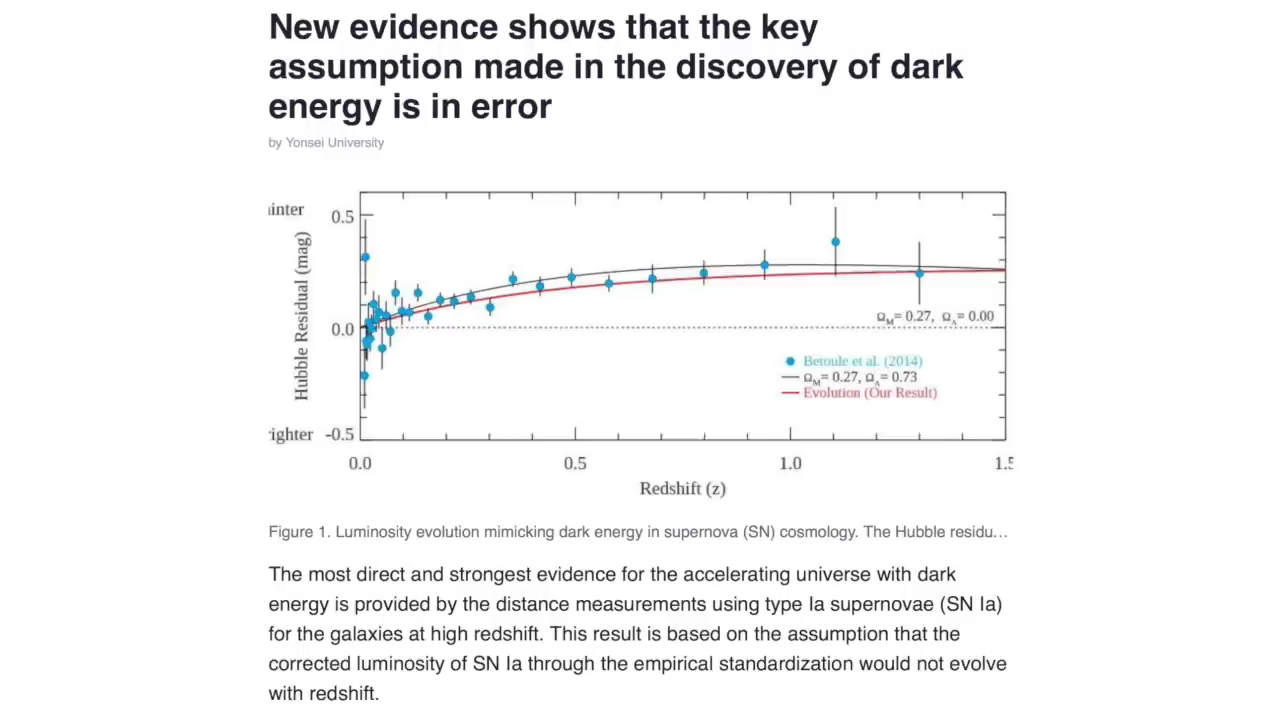 New evidence shows that the key
assumption made in the discovery of dark
energy is in error
by Yonsei University
inter
0.5
Hubble Residual (mag)
0.0
righter
-0.5
Ω_M= 0.27, Ω_Λ= 0.00
Betoule et al. (2014)
Ω_M= 0.27, Ω_Λ= 0.73
Evolution (Our Result)
0.0 0.5 1.0 1.5
Redshift (z)
Figure 1. Luminosity evolution mimicking dark energy in supernova (SN) cosmology. The Hubble residu…
The most direct and strongest evidence for the accelerating universe with dark
energy is provided by the distance measurements using type Ia supernovae (SN Ia)
for the galaxies at high redshift. This result is based on the assumption that the
corrected luminosity of SN Ia through the empirical standardization would not evolve
with redshift.